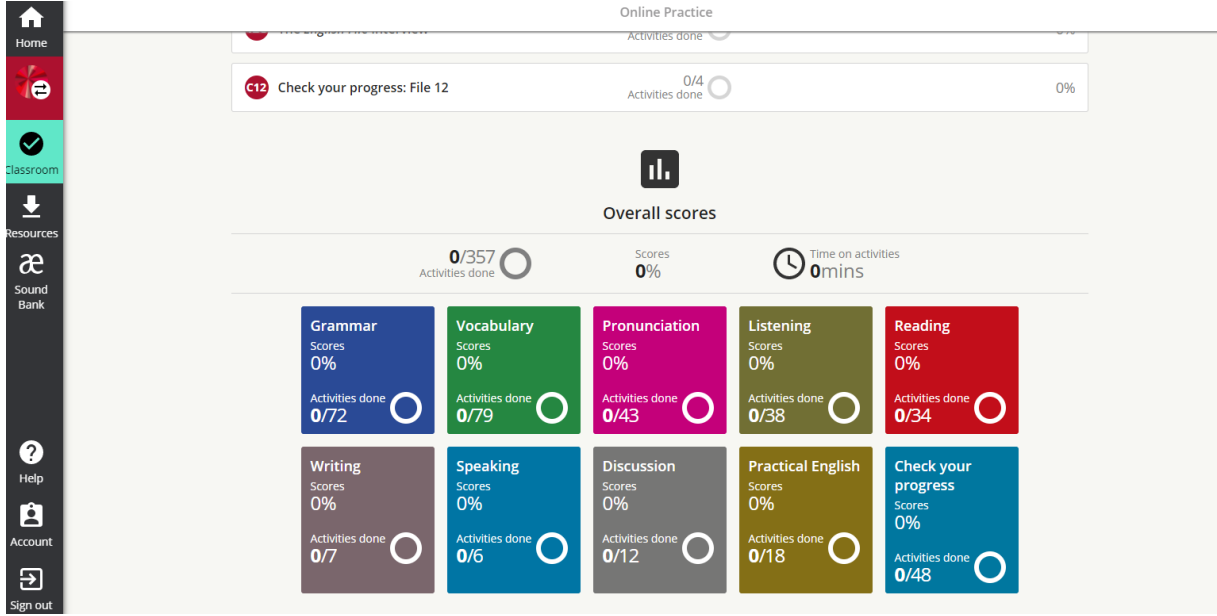 Online Practice
Home
Classroom
Resources
æ
Sound
Bank
Help
Account
Sign out
The English File Interview
Activities done
0%
C12 Check your progress: File 12
0/4
Activities done
0%
Overall scores
0/357
Activities done
Scores
0%
Time on activities
0mins
Grammar
Scores
0%
Activities done
0/72
Vocabulary
Scores
0%
Activities done
0/79
Pronunciation
Scores
0%
Activities done
0/43
Listening
Scores
0%
Activities done
0/38
Reading
Scores
0%
Activities done
0/34
Writing
Scores
0%
Activities done
0/7
Speaking
Scores
0%
Activities done
0/6
Discussion
Scores
0%
Activities done
0/12
Practical English
Scores
0%
Activities done
0/18
Check your
progress
Scores
0%
Activities done
0/48